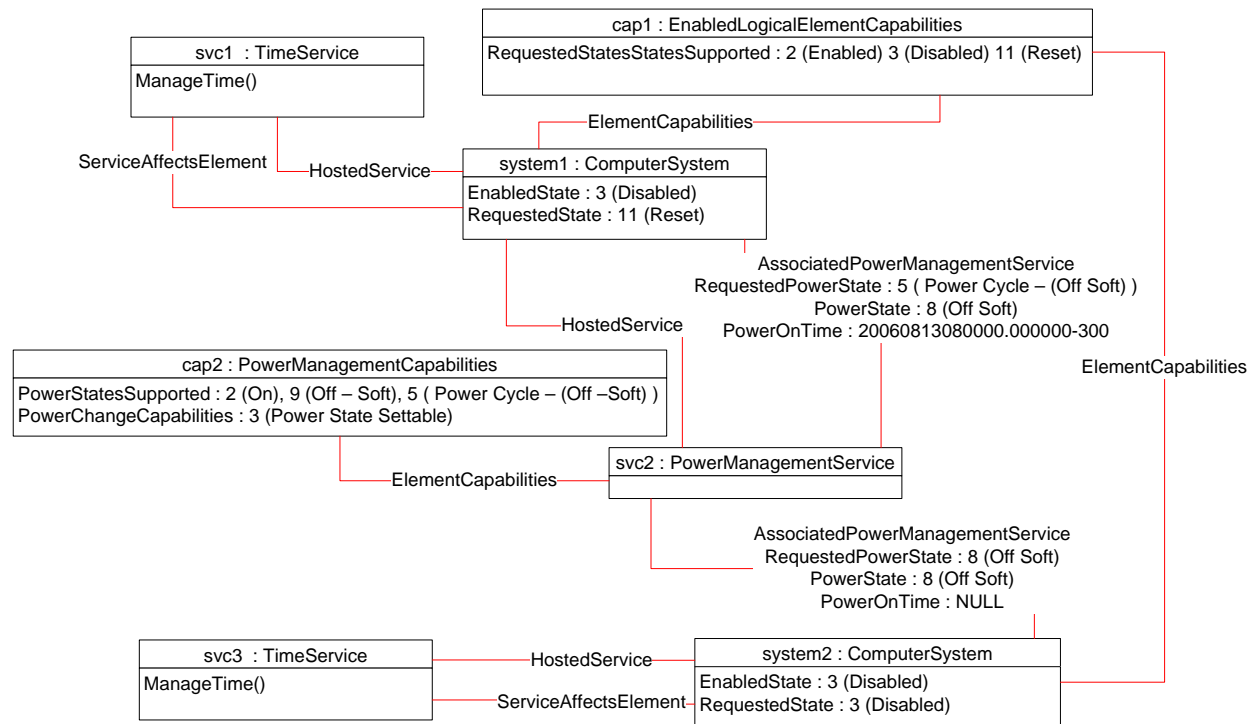 cap1 : EnabledLogicalElementCapabilities
RequestedStatesStatesSupported : 2 (Enabled) 3 (Disabled) 11 (Reset)
svc1 : TimeService
ManageTime()
ElementCapabilities
ServiceAffectsElement
HostedService
system1 : ComputerSystem
EnabledState : 3 (Disabled)
RequestedState : 11 (Reset)
AssociatedPowerManagementService
RequestedPowerState : 5 ( Power Cycle – (Off Soft) )
PowerState : 8 (Off Soft)
PowerOnTime : 20060813080000.000000-300
HostedService
cap2 : PowerManagementCapabilities
PowerStatesSupported : 2 (On), 9 (Off – Soft), 5 ( Power Cycle – (Off –Soft) )
PowerChangeCapabilities : 3 (Power State Settable)
ElementCapabilities
svc2 : PowerManagementService
ElementCapabilities
AssociatedPowerManagementService
RequestedPowerState : 8 (Off Soft)
PowerState : 8 (Off Soft)
PowerOnTime : NULL
svc3 : TimeService
ManageTime()
HostedService
ServiceAffectsElement
system2 : ComputerSystem
EnabledState : 3 (Disabled)
RequestedState : 3 (Disabled)